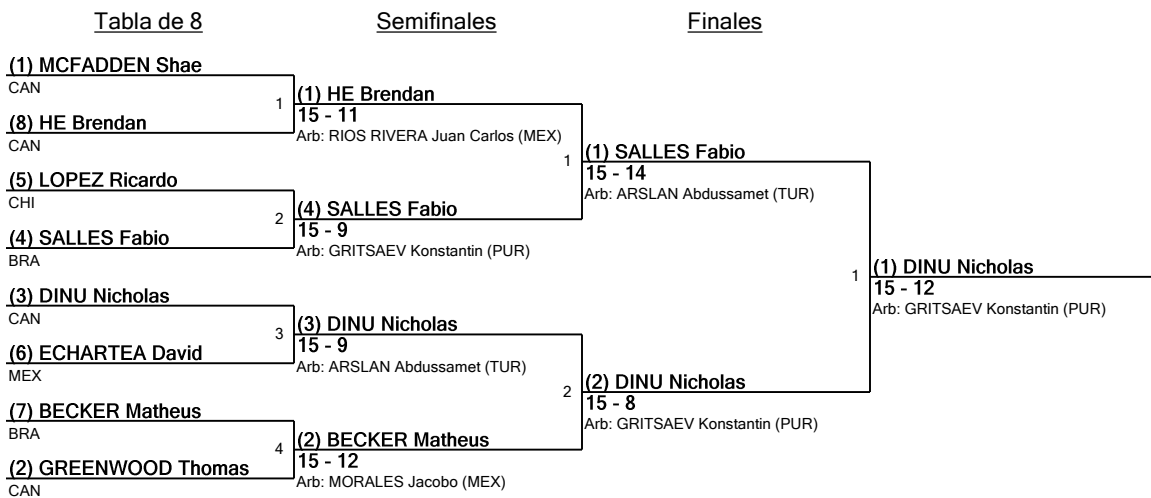 Tabla de 8
Semifinales
Finales
(1) MCFADDEN Shae
CAN
1
(8) HE Brendan
CAN
(5) LOPEZ Ricardo
CHI
2
(4) SALLES Fabio
BRA
(3) DINU Nicholas
CAN
3
(6) ECHARTEA David
MEX
(7) BECKER Matheus
BRA
4
(2) GREENWOOD Thomas
CAN
(1) HE Brendan
15 - 11
Arb: RIOS RIVERA Juan Carlos (MEX)
1
(4) SALLES Fabio
15 - 9
Arb: GRITSAEV Konstantin (PUR)
(3) DINU Nicholas
15 - 9
Arb: ARSLAN Abdussamet (TUR)
2
(2) BECKER Matheus
15 - 12
Arb: MORALES Jacobo (MEX)
(1) SALLES Fabio
15 - 14
Arb: ARSLAN Abdussamet (TUR)
1
(2) DINU Nicholas
15 - 8
Arb: GRITSAEV Konstantin (PUR)
(1) DINU Nicholas
15 - 12
Arb: GRITSAEV Konstantin (PUR)